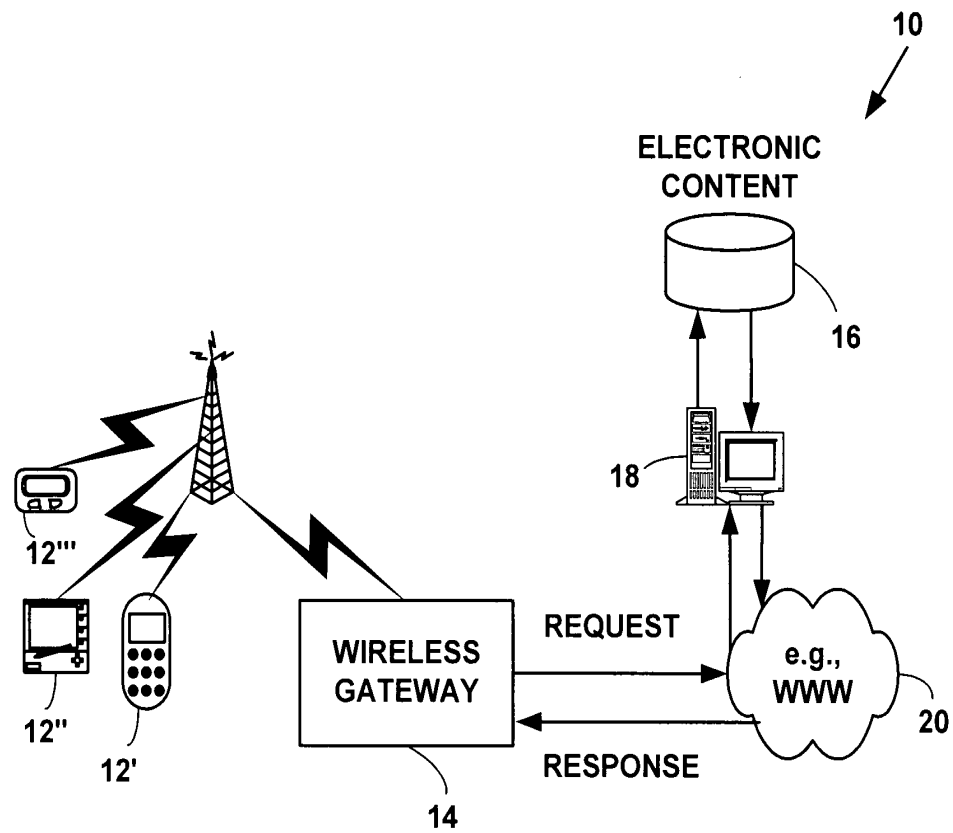 10
ELECTRONIC
CONTENT
16
18
12'''
12"
12'
WIRELESS
GATEWAY
14
REQUEST
RESPONSE
e.g.,
WWW
20